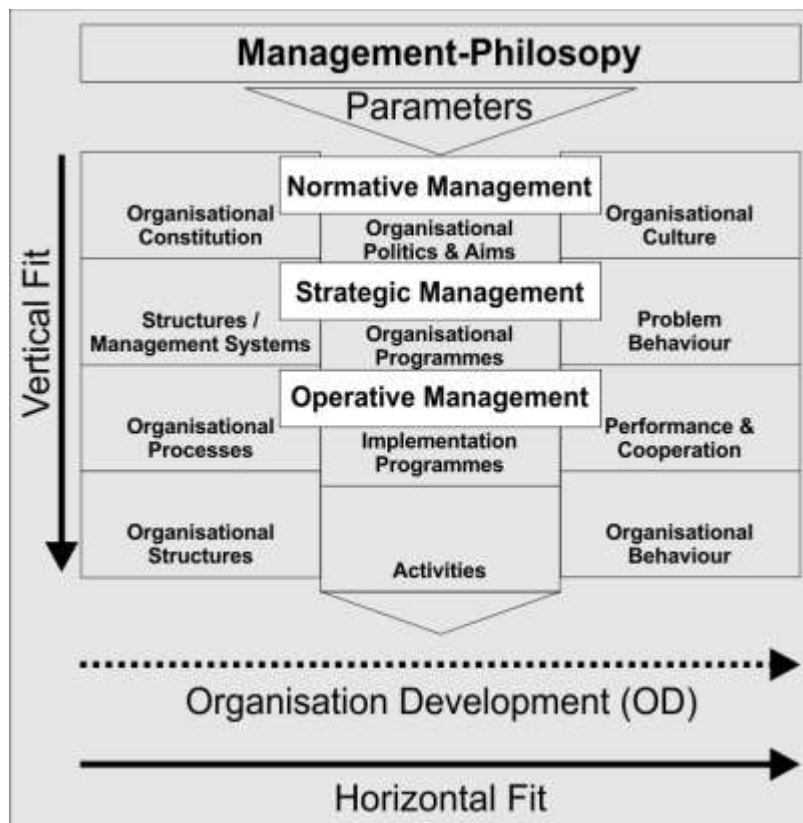 Management-Philosopy
Parameters
Vertical Fit
Normative Management
Organisational
Constitution
Organisational
Politics & Aims
Organisational
Culture
Strategic Management
Structures /
Management Systems
Organisational
Programmes
Problem
Behaviour
Operative Management
Organisational
Processes
Implementation
Programmes
Performance &
Cooperation
Organisational
Structures
Activities
Organisational
Behaviour
Organisation Development (OD)
Horizontal Fit